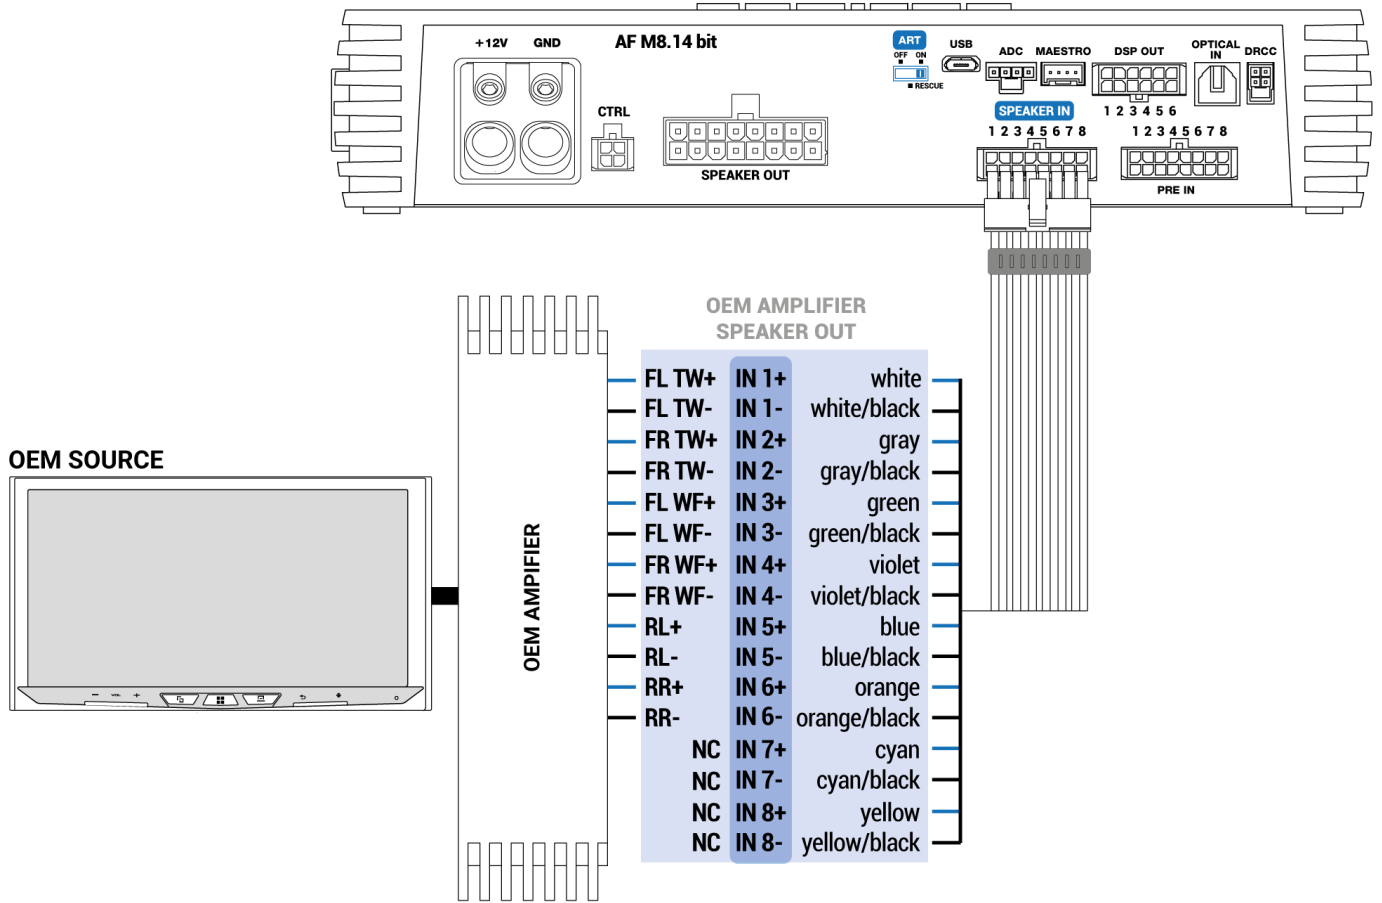 +12V GND
AF M8.14 bit
ART
OFF ON
RESCUE
USB
ADC
MAESTRO
DSP OUT
OPTICAL
IN
DRCC
CTRL
SPEAKER OUT
SPEAKER IN
1 2 3 4 5 6 7 8
1 2 3 4 5 6
1 2 3 4 5 6 7 8
PRE IN
OEM AMPLIFIER
SPEAKER OUT
FL TW+ IN 1+ white
FL TW- IN 1- white/black
FR TW+ IN 2+ gray
FR TW- IN 2- gray/black
FL WF+ IN 3+ green
FL WF- IN 3- green/black
FR WF+ IN 4+ violet
FR WF- IN 4- violet/black
RL+ IN 5+ blue
RL- IN 5- blue/black
RR+ IN 6+ orange
RR- IN 6- orange/black
NC IN 7+ cyan
NC IN 7- cyan/black
NC IN 8+ yellow
NC IN 8- yellow/black
OEM SOURCE
− VOL +
OEM AMPIFIER